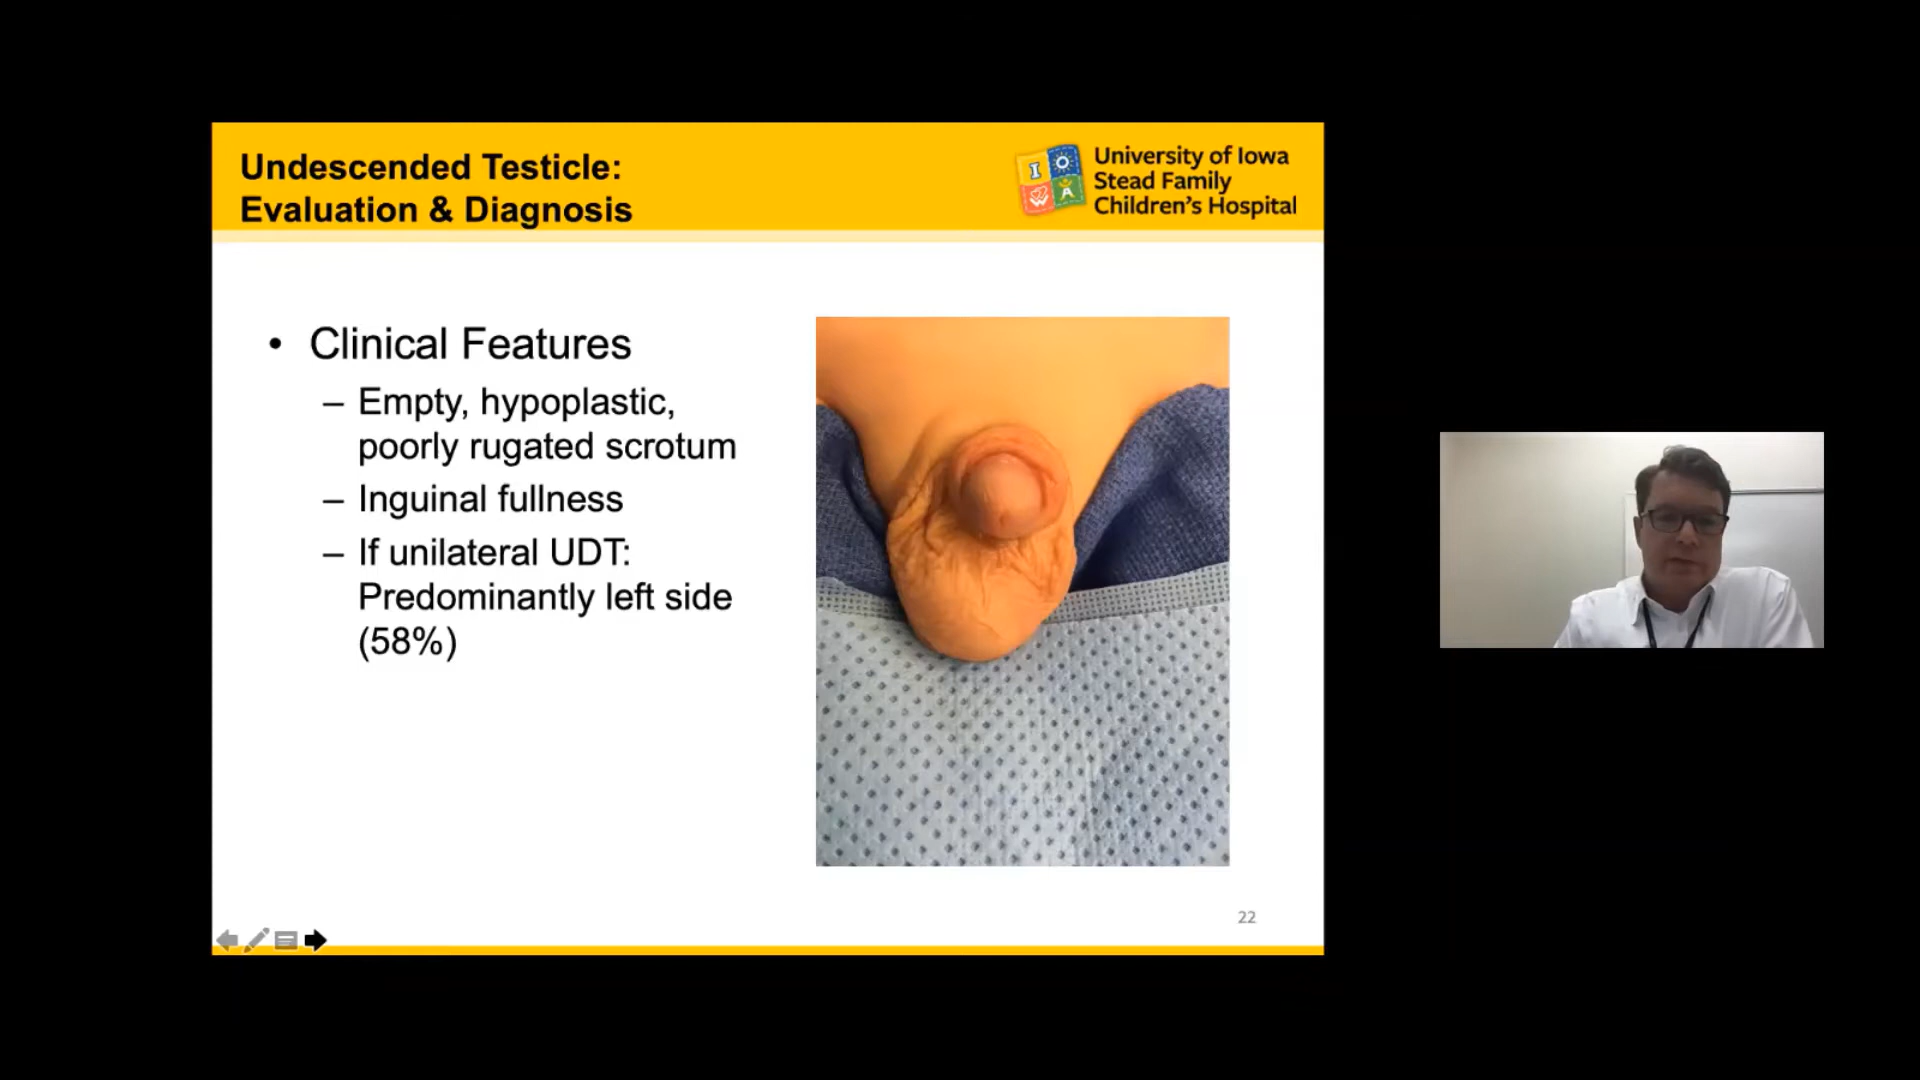 Undescended Testicle:
Evaluation & Diagnosis
I
W
A
University of Iowa
Stead Family
Children's Hospital
• Clinical Features
– Empty, hypoplastic,
poorly rugated scrotum
– Inguinal fullness
– If unilateral UDT:
Predominantly left side
(58%)
22